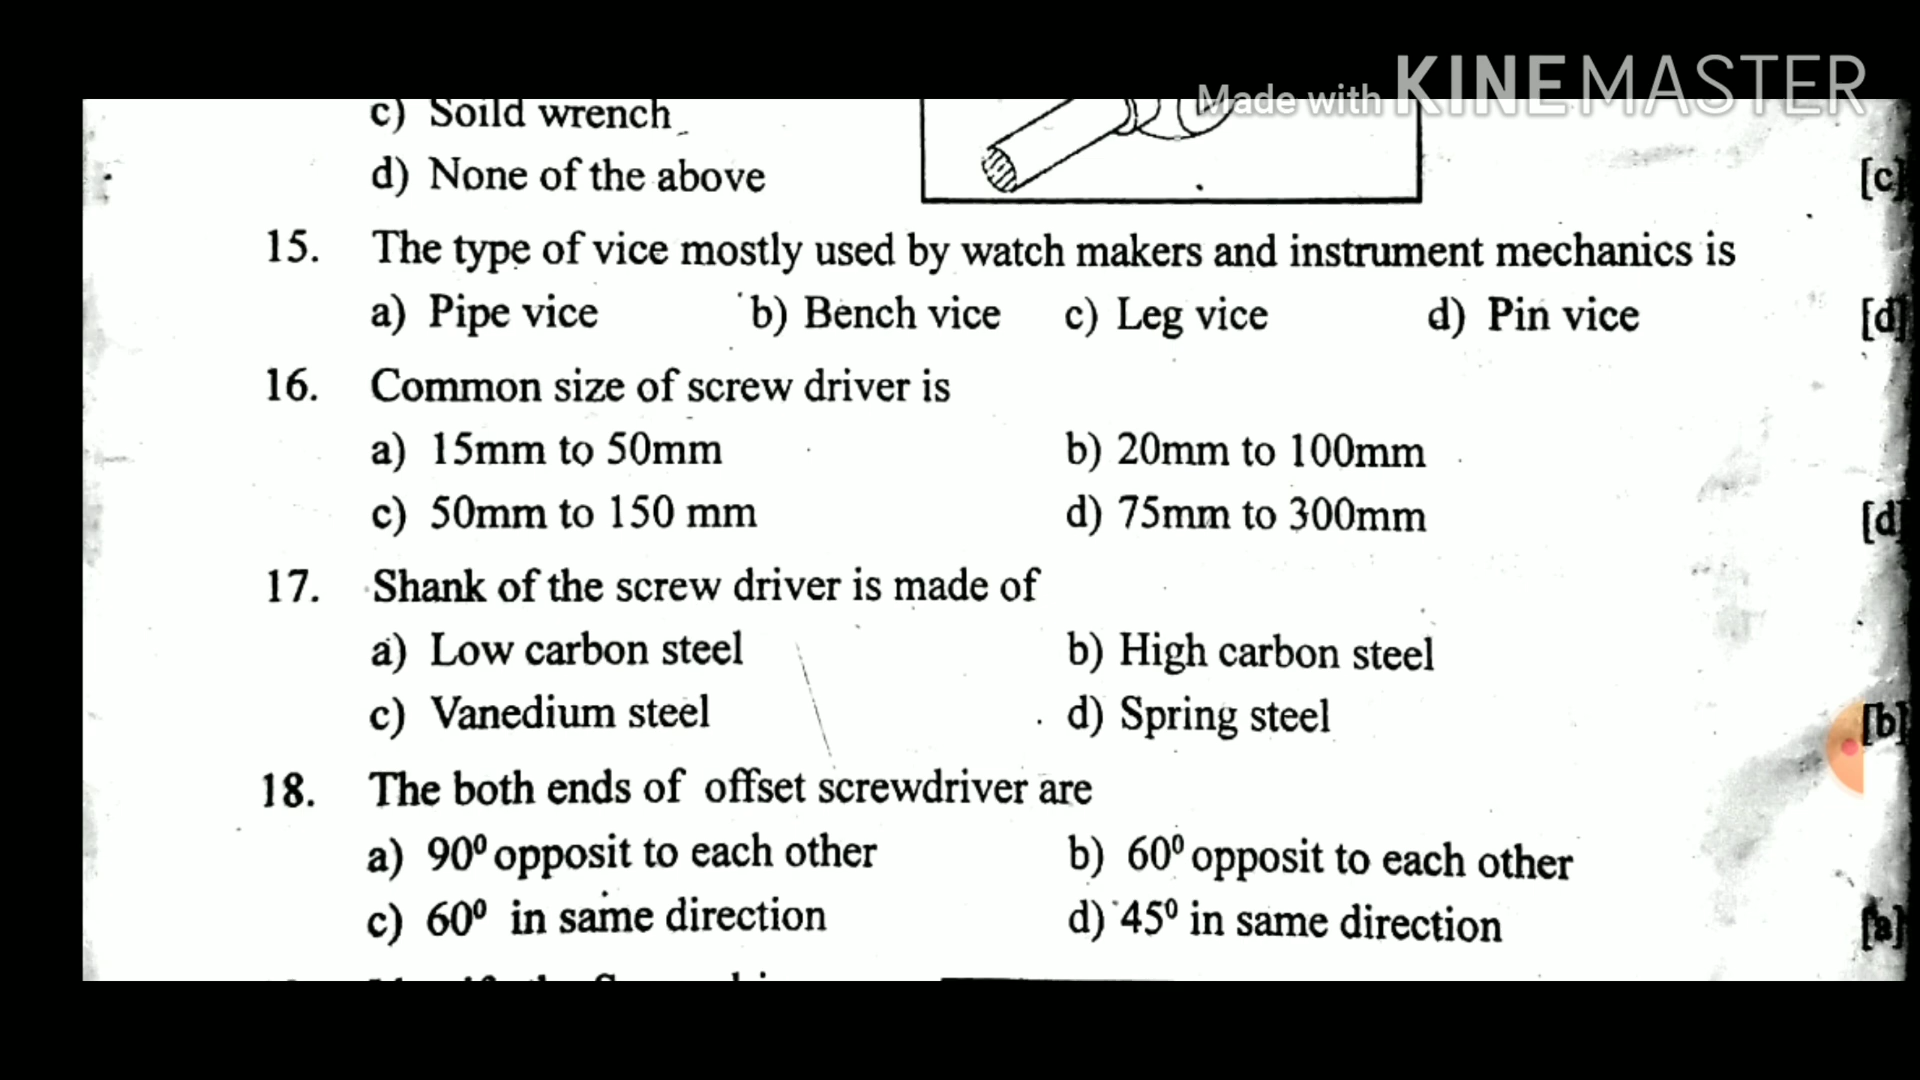 Made with KINEMASTER
c) Soild wrench
d) None of the above [c]
15. The type of vice mostly used by watch makers and instrument mechanics is
a) Pipe vice b) Bench vice c) Leg vice d) Pin vice [d]
16. Common size of screw driver is
a) 15mm to 50mm b) 20mm to 100mm
c) 50mm to 150 mm d) 75mm to 300mm [d]
17. Shank of the screw driver is made of
a) Low carbon steel b) High carbon steel
c) Vanedium steel d) Spring steel [b]
18. The both ends of offset screwdriver are
a) 90⁰ opposit to each other b) 60⁰ opposit to each other
c) 60⁰ in same direction d) 45⁰ in same direction [a]